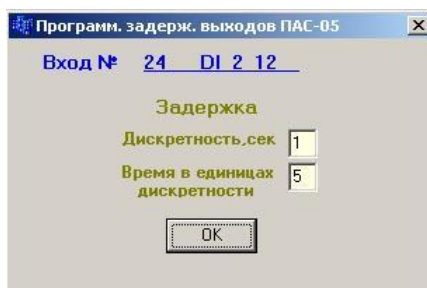 Программ. задерж. выходов ПАС-05
Вход № 24 DI 2 12
Задержка
Дискретность,сек 1
Время в единицах 5
дискретности
OK